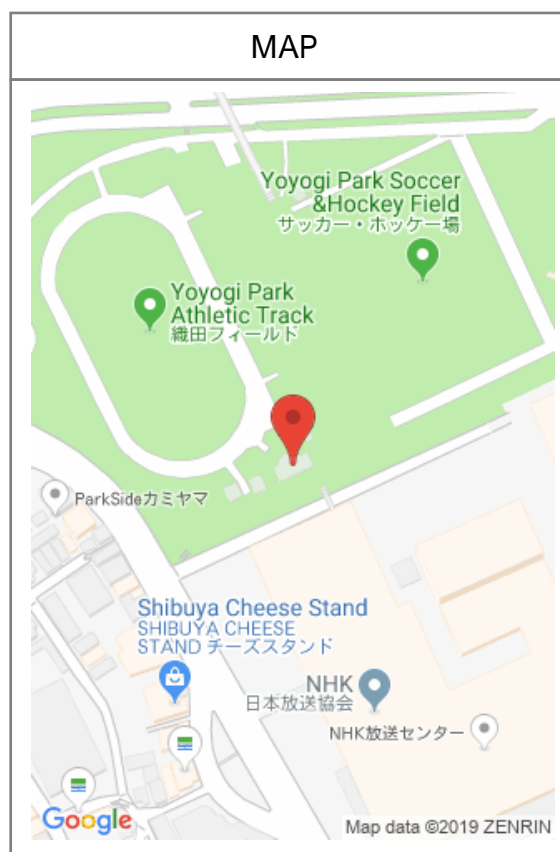 MAP
Yoyogi Park Soccer
&Hockey Field
サッカー・ホッケー場
Yoyogi Park
Athletic Track
織田フィールド
ParkSideカミヤマ
Shibuya Cheese Stand
SHIBUYA CHEESE
STAND チーズスタンド
NHK
日本放送協会
NHK放送センター
Google
Map data ©2019 ZENRIN